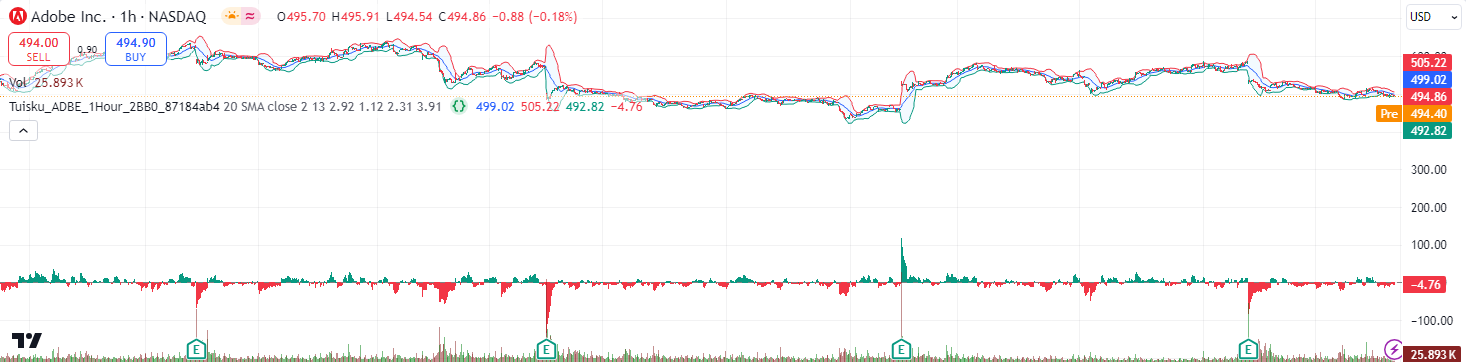 Adobe Inc. · 1h · NASDAQ O495.70 H495.91 L494.54 C494.86 −0.88 (−0.18%)
USD
494.00 SELL
0.90
494.90 BUY
Vol 25.893 K
Tuisku_ADBE_1Hour_2BB0_87184ab4 20 SMA close 2 13 2.92 1.12 2.31 3.91 499.02 505.22 492.82 −4.76
505.22
499.02
494.86
Pre 494.40
492.82
300.00
200.00
100.00
−4.76
−100.00
E E E E
25.893 K